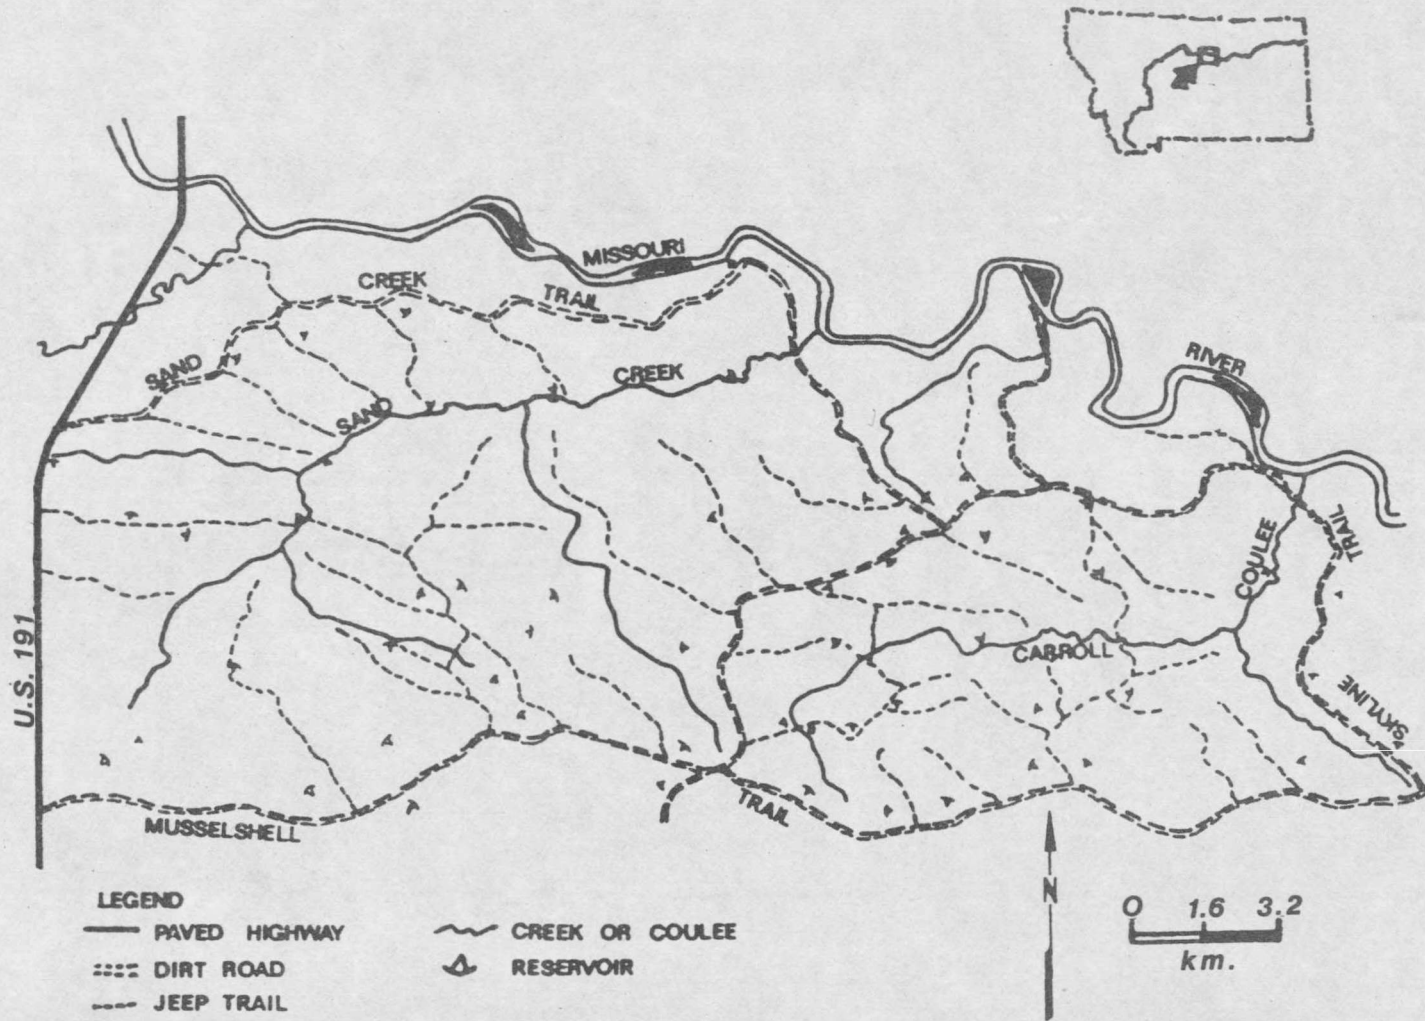 MISSOURI
CREEK
TRAIL
RIVER
SAND
CREEK
SAND
TRAIL
COULEE
U.S. 191
CARROLL
SKYLINE
TRAIL
MUSSELSHELL
LEGEND
PAVED HIGHWAY
DIRT ROAD
JEEP TRAIL
CREEK OR COULEE
RESERVOIR
N
0 1.6 3.2
km.